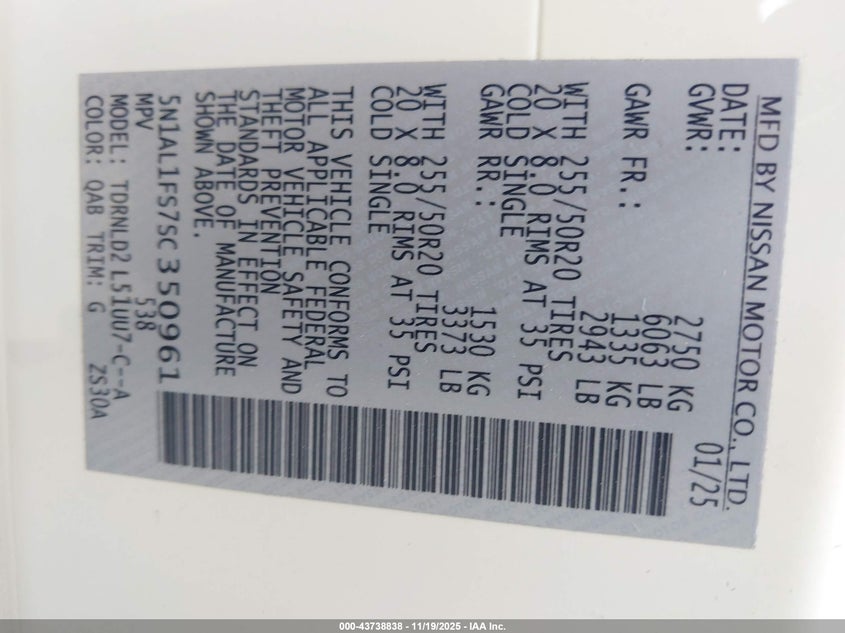 MFD BY NISSAN MOTOR CO., LTD.
DATE: 01/25
GVWR: 2750 KG
6063 LB
GAWR FR.: 1335 KG
2943 LB
WITH 255/50R20 TIRES
20 X 8.0 RIMS AT 35 PSI
COLD SINGLE
GAWR RR.: 1530 KG
3373 LB
WITH 255/50R20 TIRES
20 X 8.0 RIMS AT 35 PSI
COLD SINGLE
THIS VEHICLE CONFORMS TO
ALL APPLICABLE FEDERAL
MOTOR VEHICLE SAFETY AND
THEFT PREVENTION
STANDARDS IN EFFECT ON
THE DATE OF MANUFACTURE
SHOWN ABOVE.
5N1AL1FS7SC350961
MPV 538
MODEL: TDRNLD2 L51UU7-C--A
COLOR: QAB TRIM: G ZS30A
000-43738838 - 11/19/2025 - IAA Inc.